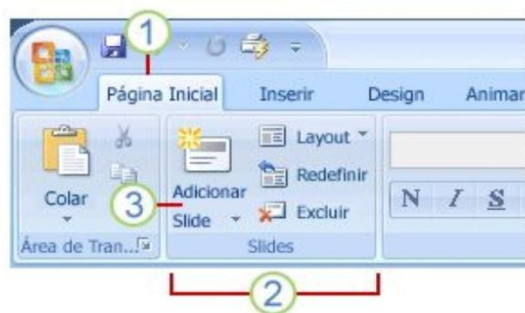 1
Página Inicial Inserir Design Animar
Layout
Redefinir
Excluir
Colar
3
Adicionar
Slide
N I S
Área de Tran...
Slides
2